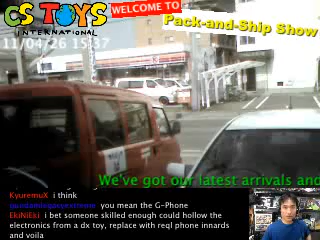 CS TOYS
INTERNATIONAL
WELCOME TO
Pack-and-Ship Show
11/04/26 15:37
We've got our latest arrivals and
KyuremuX i think
you mean the G-Phone
EkiNiEki i bet someone skilled enough could hollow the
electronics from a dx toy, replace with reql phone innards
and voila